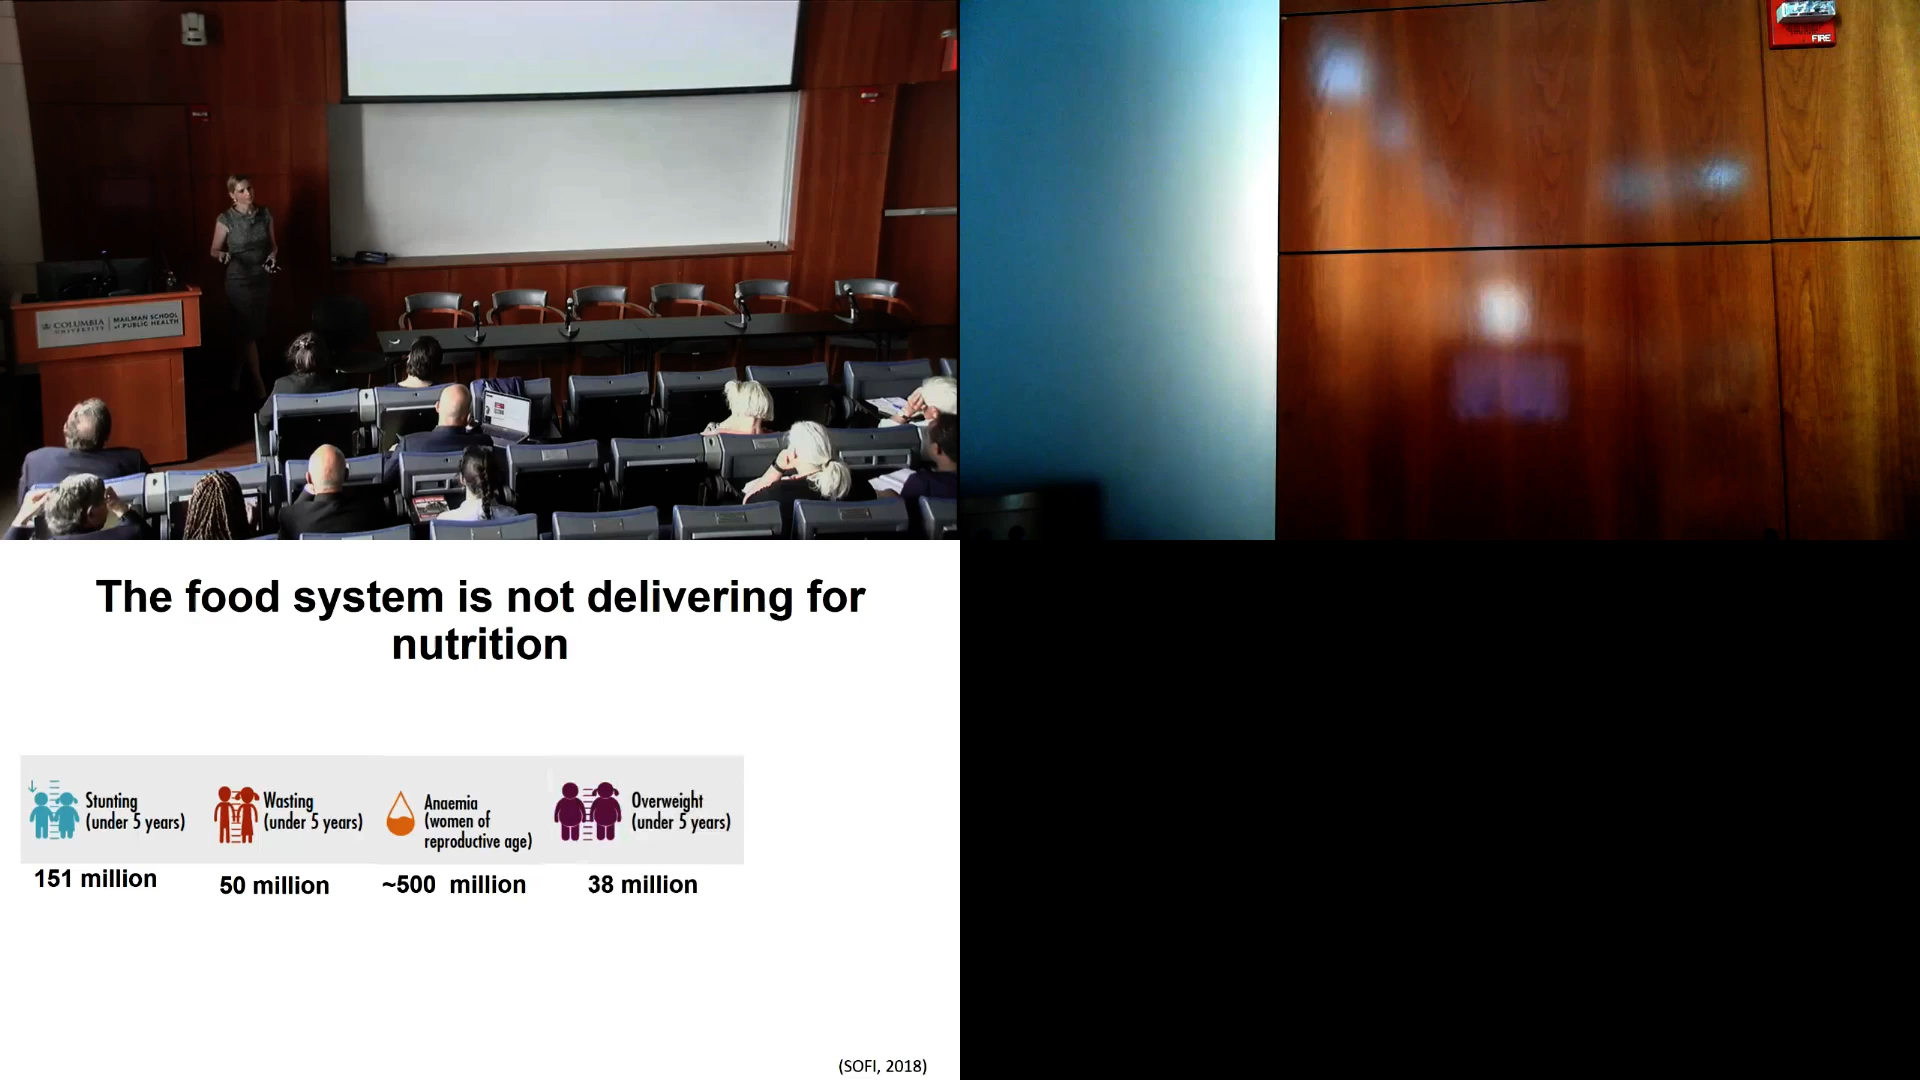 COLUMBIA
UNIVERSITY
MAILMAN SCHOOL
of PUBLIC HEALTH
FIRE
The food system is not delivering for
nutrition
Stunting
(under 5 years)
Wasting
(under 5 years)
Anaemia
(women of
reproductive age)
Overweight
(under 5 years)
151 million
50 million
~500 million
38 million
(SOFI, 2018)